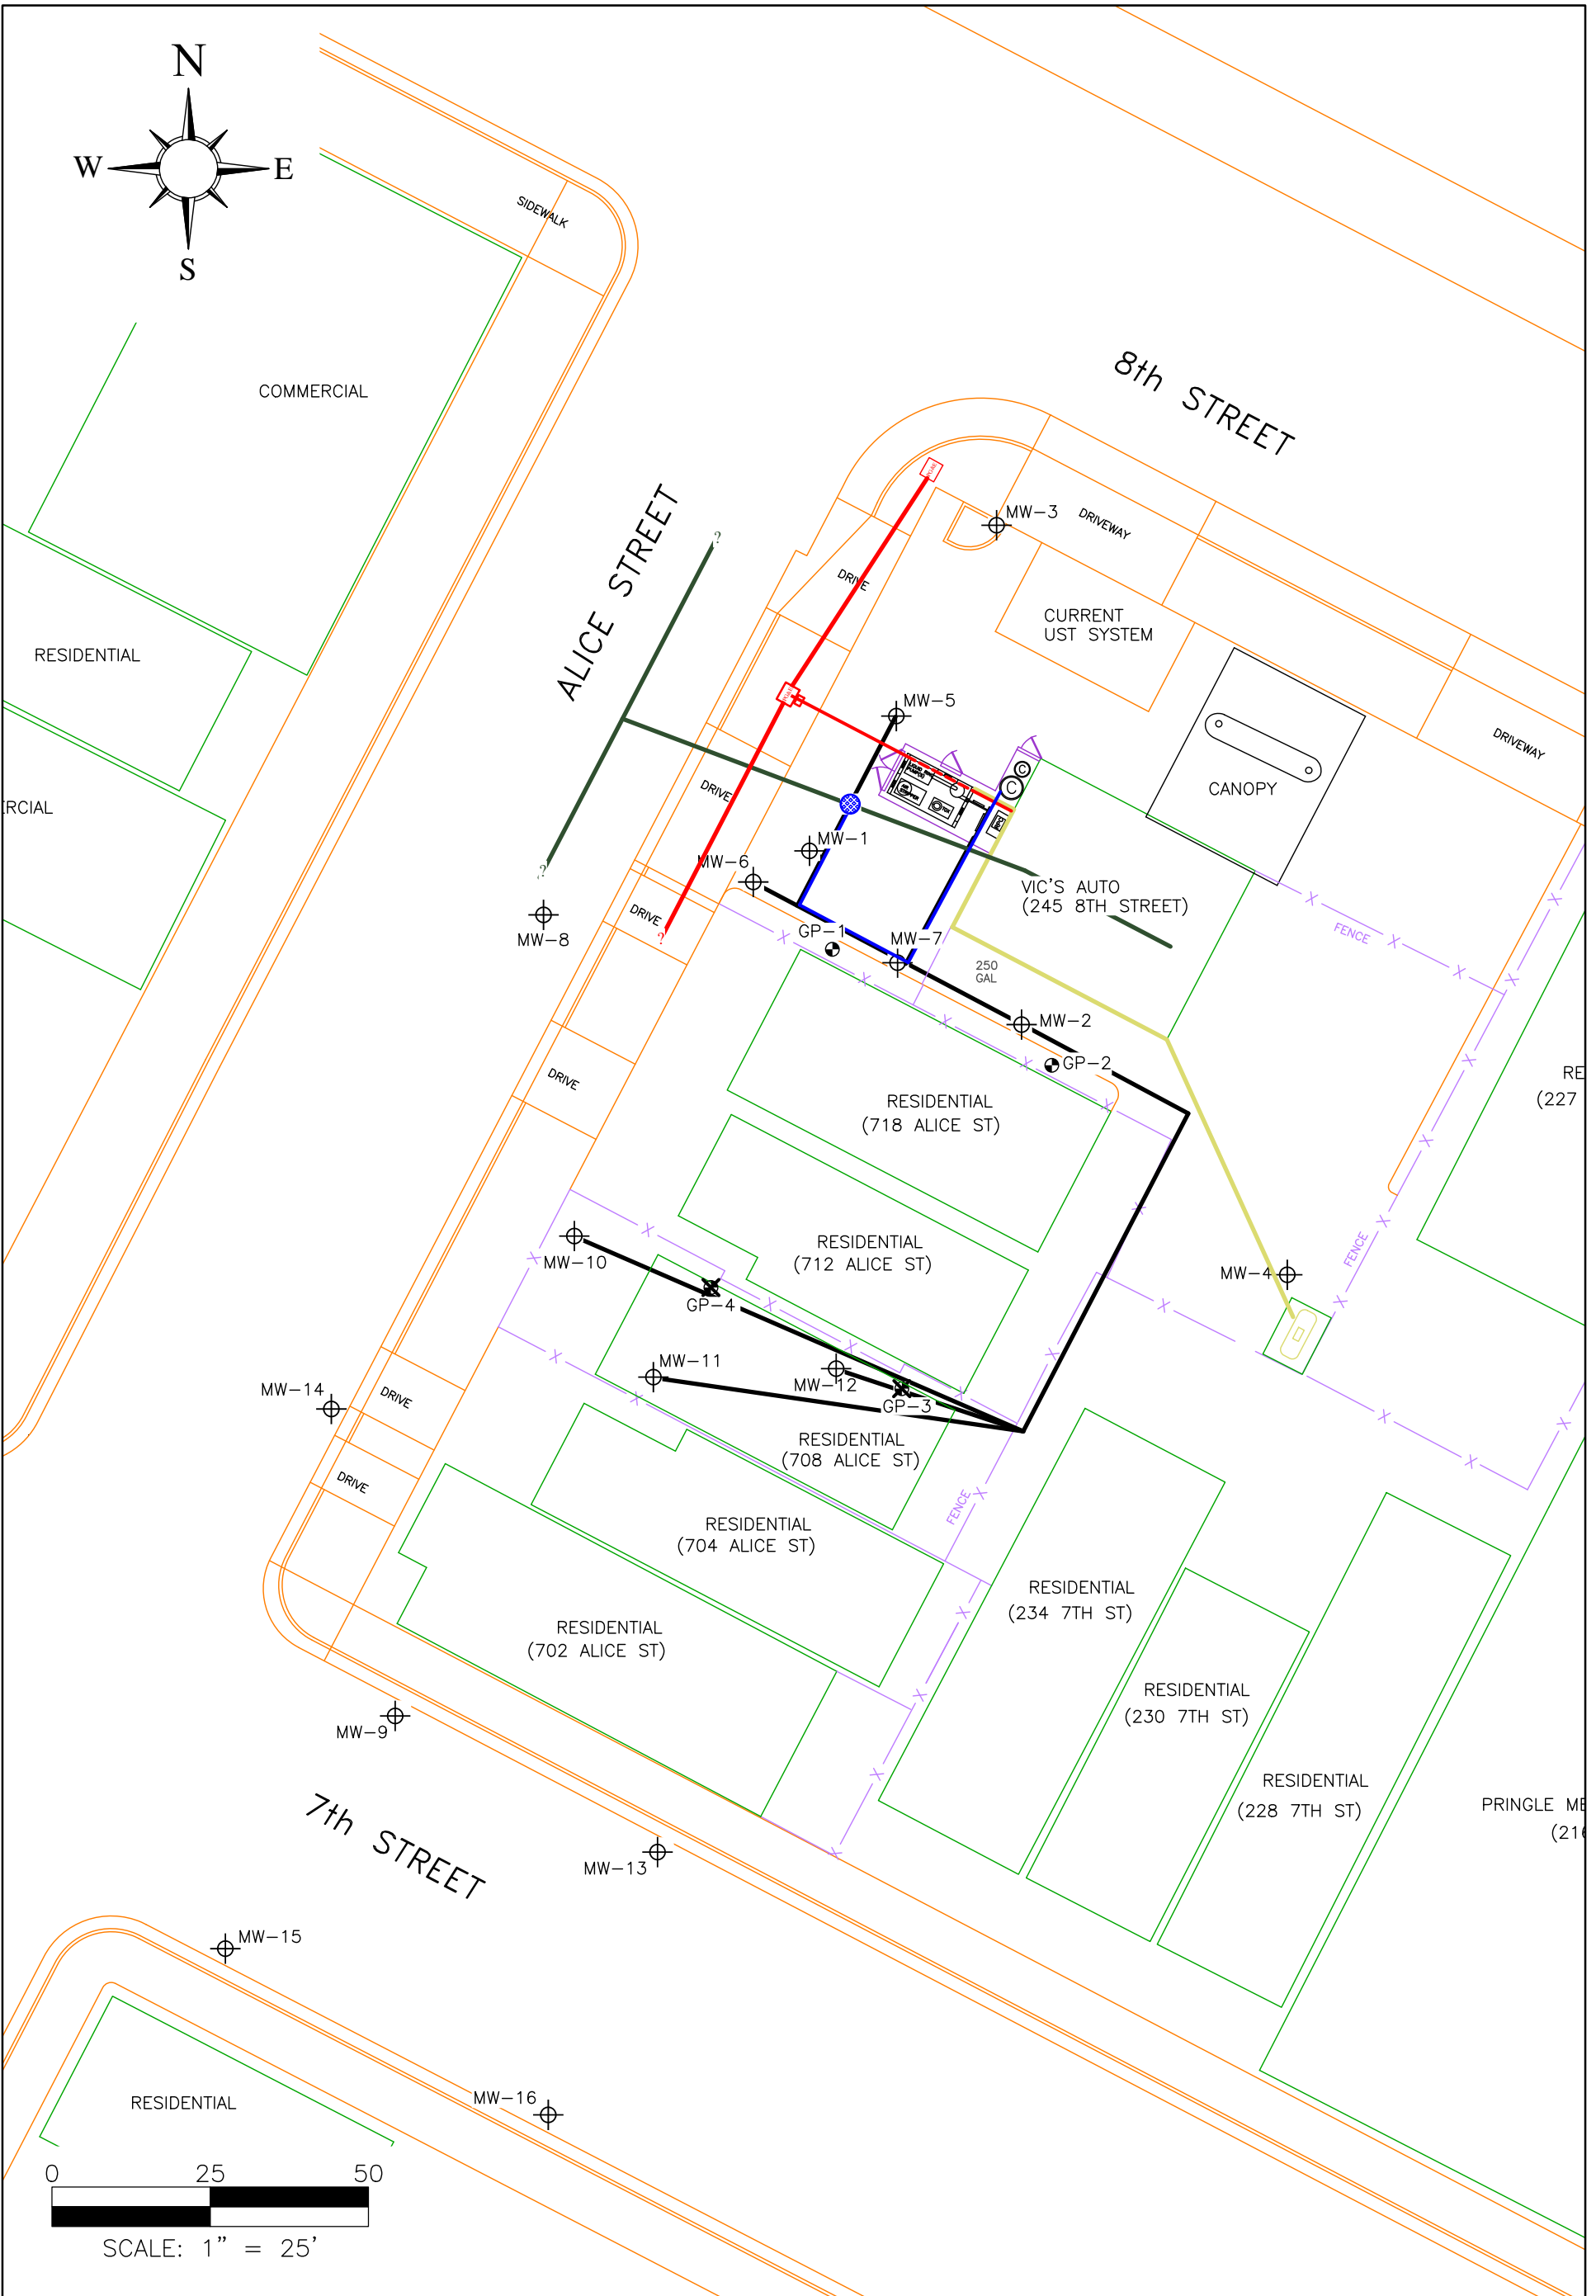 N
W
E
S
SIDEWALK
COMMERCIAL
8th STREET
ALICE STREET
MW-3
DRIVEWAY
DRIVE
CURRENT
UST SYSTEM
RESIDENTIAL
MW-5
DRIVEWAY
CANOPY
C
C
DRIVE
MW-1
MW-6
VIC'S AUTO
(245 8TH STREET)
FENCE
DRIVE
MW-8
GP-1
MW-7
250
GAL
MW-2
GP-2
DRIVE
RESIDENTIAL
(718 ALICE ST)
RE
(227
RESIDENTIAL
(712 ALICE ST)
FENCE
MW-10
MW-4
GP-4
MW-11
MW-12
GP-3
MW-14
DRIVE
RESIDENTIAL
(708 ALICE ST)
DRIVE
FENCE
RESIDENTIAL
(704 ALICE ST)
RESIDENTIAL
(234 7TH ST)
RESIDENTIAL
(702 ALICE ST)
RESIDENTIAL
(230 7TH ST)
MW-9
RESIDENTIAL
(228 7TH ST)
PRINGLE ME
(216
7th STREET
MW-13
MW-15
MW-16
RESIDENTIAL
0 25 50
SCALE: 1" = 25'